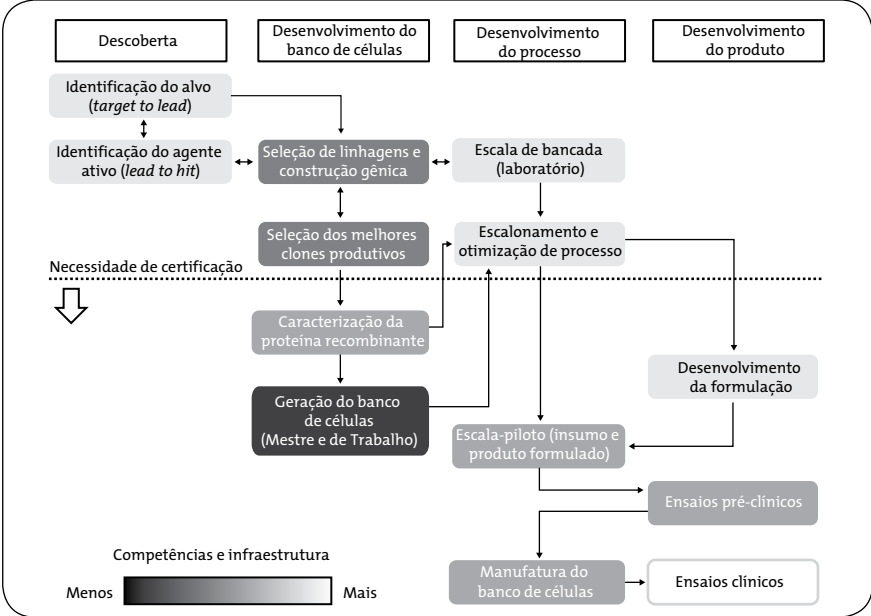 Descoberta
Desenvolvimento do
banco de células
Desenvolvimento
do processo
Desenvolvimento
do produto
Identificação do alvo
(target to lead)
Identificação do agente
ativo (lead to hit)
Seleção de linhagens e
construção gênica
Escala de bancada
(laboratório)
Seleção dos melhores
clones produtivos
Escalonamento e
otimização de processo
Necessidade de certificação
Caracterização da
proteína recombinante
Desenvolvimento
da formulação
Geração do banco
de células
(Mestre e de Trabalho)
Escala-piloto (insumo e
produto formulado)
Ensaios pré-clínicos
Manufatura do
banco de células
Ensaios clínicos
Competências e infraestrutura
Menos
Mais